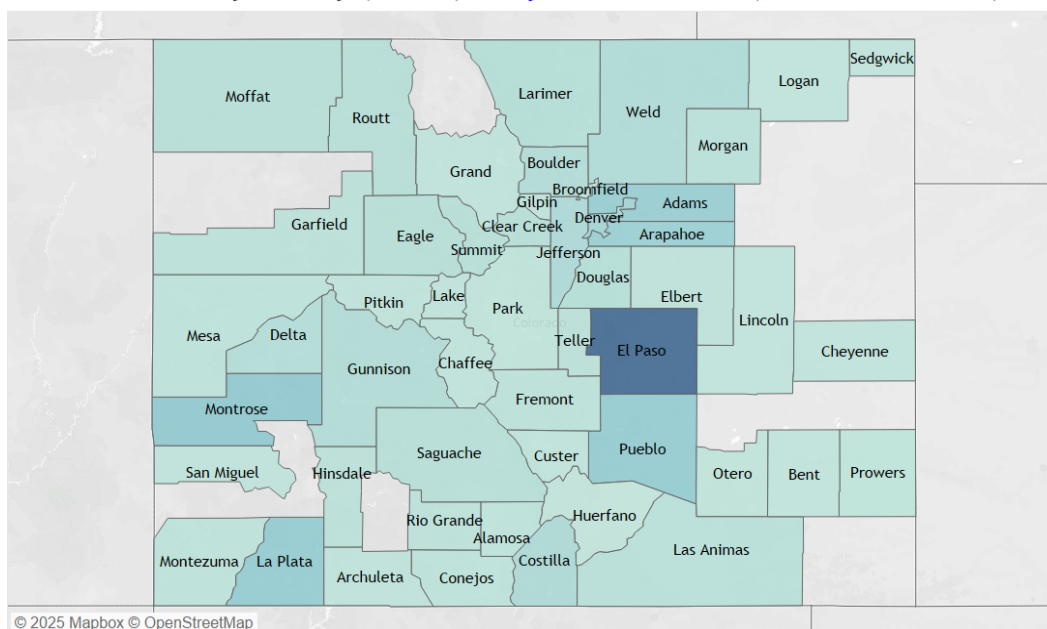 Sedgwick
Logan
Moffat
Larimer
Weld
Routt
Morgan
Boulder
Grand
Broomfield
Gilpin
Adams
Denver
Garfield
Clear Creek
Arapahoe
Eagle
Summit
Jefferson
Douglas
Elbert
Lake
Pitkin
Park
Lincoln
Colorado
Mesa
Delta
Teller
El Paso
Cheyenne
Chaffee
Gunnison
Fremont
Montrose
Pueblo
Saguache
Custer
San Miguel
Hinsdale
Otero
Bent
Prowers
Huerfano
Rio Grande
Alamosa
Las Animas
Montezuma
La Plata
Costilla
Archuleta
Conejos
© 2025 Mapbox © OpenStreetMap